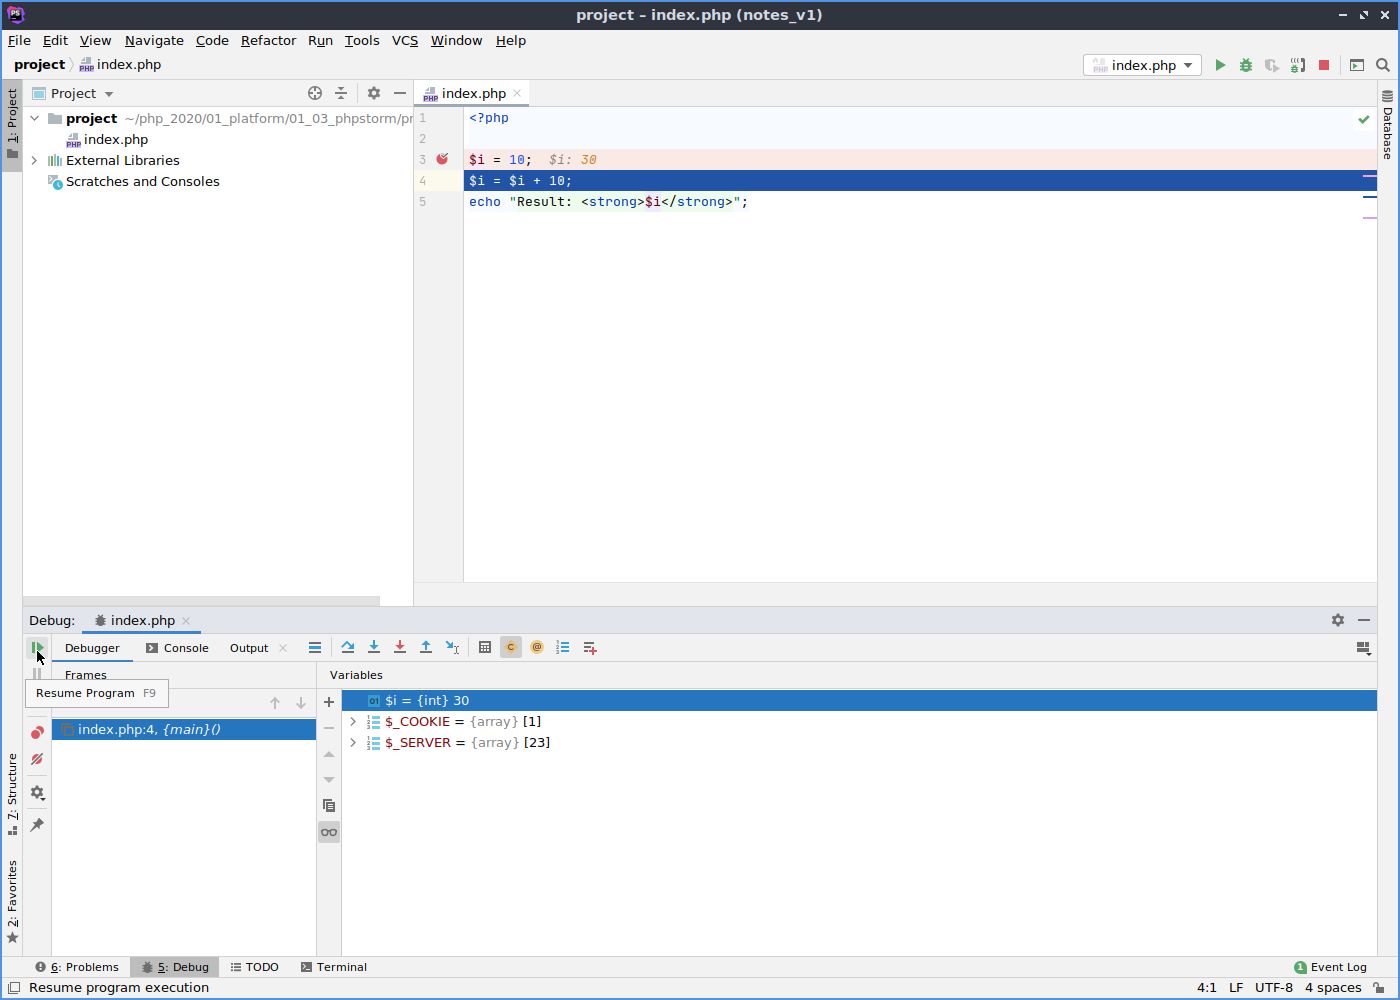 project – index.php (notes_v1)
File Edit View Navigate Code Refactor Run Tools VCS Window Help
project index.php
index.php
1: Project
Project
project ~/php_2020/01_platform/01_03_phpstorm/pr
index.php
External Libraries
Scratches and Consoles
index.php
1 <?php
2
3 $i = 10; $i: 30
4 $i = $i + 10;
5 echo "Result: <strong>$i</strong>";
Database
Debug: index.php
Debugger Console Output
Frames
Variables
Resume Program F9
index.php:4, {main}()
$i = {int} 30
$_COOKIE = {array} [1]
$_SERVER = {array} [23]
7: Structure
2: Favorites
6: Problems 5: Debug TODO Terminal 1 Event Log
Resume program execution 4:1 LF UTF-8 4 spaces